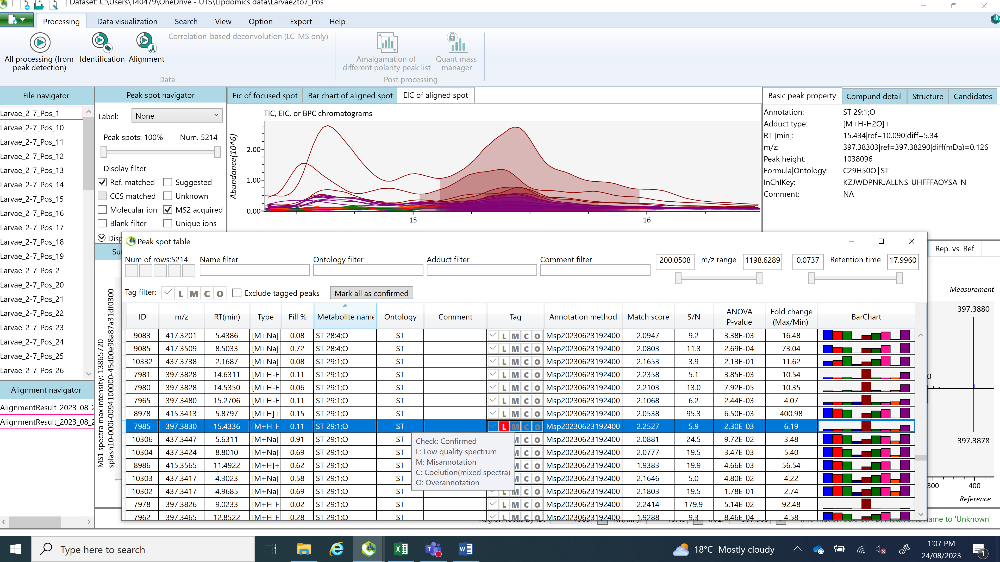 Dataset: C:\Users\140479\OneDrive - UTS\Lipdomics data\Larvae2to7_Pos
Processing Data visualization Search View Option Export Help
Correlation-based deconvolution (LC-MS only)
All processing (from peak detection) Identification Alignment
Amalgamation of different polarity peak list Quant mass manager
Data Post processing
File navigator
Larvae_2-7_Pos_1
Larvae_2-7_Pos_10
Larvae_2-7_Pos_11
Larvae_2-7_Pos_12
Larvae_2-7_Pos_13
Larvae_2-7_Pos_14
Larvae_2-7_Pos_15
Larvae_2-7_Pos_16
Larvae_2-7_Pos_17
Larvae_2-7_Pos_18
Larvae_2-7_Pos_19
Larvae_2-7_Pos_2
Larvae_2-7_Pos_20
Larvae_2-7_Pos_21
Larvae_2-7_Pos_22
Larvae_2-7_Pos_23
Larvae_2-7_Pos_24
Larvae_2-7_Pos_25
Larvae_2-7_Pos_26
Alignment navigator
AlignmentResult_2023_08_2
AlignmentResult_2023_08_2
Peak spot navigator
Label: None
Peak spots: 100% Num. 5214
Display filter
Ref. matched Suggested
CCS matched Unknown
Molecular ion MS2 acquired
Blank filter Unique ions
Disp
Su
MS1 spectra max intensity: 13865720
splash10-000i-0094100000-45d00e98a87a31df0300
Eic of focused spot Bar chart of aligned spot EIC of aligned spot
TIC, EIC, or BPC chromatograms
Abundance(10^6)
2.00
1.00
0.00
15 16
Basic peak property Compund detail Structure Candidates
Annotation: ST 29:1;O
Adduct type: [M+H-H2O]+
RT [min]: 15.434|ref=10.090|diff=5.34
m/z: 397.38303|ref=397.38290|diff(mDa)=0.126
Peak height: 1038096
Formula|Ontology: C29H50O|ST
InChIKey: KZJWDPNRJALLNS-UHFFFAOYSA-N
Comment: NA
Rep. vs. Ref.
Measurement
397.3880
0
397.3878
300 400
Reference
Peak spot table
Num of rows:5214 Name filter Ontology filter Adduct filter Comment filter 200.0508 m/z range 1198.6289 0.0737 Retention time 17.9960
Tag filter: L M C O Exclude tagged peaks Mark all as confirmed
ID m/z RT(min) Type Fill % Metabolite name Ontology Comment Tag Annotation method Match score S/N ANOVA P-value Fold change (Max/Min) BarChart
9083 417.3201 5.4386 [M+Na] 0.08 ST 28:4;O ST L M C O Msp20230623192400 2.0947 9.2 3.38E-03 16.48
9085 417.3509 8.5033 [M+Na] 0.72 ST 28:4;O ST L M C O Msp20230623192400 2.0803 11.3 2.69E-04 73.04
10332 437.3738 2.1687 [M+Na] 0.08 ST 29:1;O ST L M C O Msp20230623192400 2.1653 3.9 2.13E-01 11.62
7981 397.3828 14.6311 [M+H-H 0.11 ST 29:1;O ST L M C O Msp20230623192400 2.2358 5.1 3.85E-03 10.54
7980 397.3828 14.5350 [M+H-H 0.06 ST 29:1;O ST L M C O Msp20230623192400 2.2103 13.0 7.92E-05 10.35
7965 397.3480 15.2706 [M+H-H 0.11 ST 29:1;O ST L M C O Msp20230623192400 2.1068 6.2 2.44E-03 4.07
8978 415.3413 5.8797 [M+H]+ 0.15 ST 29:1;O ST L M C O Msp20230623192400 2.0538 95.3 6.50E-03 400.98
7985 397.3830 15.4336 [M+H-H 0.11 ST 29:1;O ST L M C O Msp20230623192400 2.2527 5.9 2.30E-03 6.19
10306 437.3447 5.6311 [M+Na] 0.91 ST 29:1;O ST M C O Msp20230623192400 2.0881 24.5 9.72E-02 3.48
10304 437.3424 8.8010 [M+Na] 0.69 ST 29:1;O ST M C O Msp20230623192400 2.0777 19.5 3.47E-03 5.40
8986 415.3565 11.4922 [M+H]+ 0.62 ST 29:1;O ST M C O Msp20230623192400 1.9383 19.9 4.66E-03 56.54
10303 437.3417 4.3023 [M+Na] 0.58 ST 29:1;O ST M C O Msp20230623192400 2.1646 5.0 4.80E-02 4.22
10302 437.3417 4.9685 [M+Na] 0.69 ST 29:1;O ST L M C O Msp20230623192400 2.1803 19.5 1.78E-01 2.74
7978 397.3826 9.0233 [M+H-H 0.02 ST 29:1;O ST L M C O Msp20230623192400 2.2414 179.9 5.14E-02 92.48
7962 397.3465 12.8522 [M+H-H 0.28 ST 29:1;O ST L M C O Msp20230623192400 1.9288 9.3 8.46E-04 4.58
Check: Confirmed
L: Low quality spectrum
M: Misannotation
C: Coelution(mixed spectra)
O: Overannotation
Region focus by ID: 7985 RT(min): 15.43 m/z: 397.383 Information box: Ctrl+D, metabolite name to 'Unknown'
Type here to search
18°C Mostly cloudy
1:07 PM
24/08/2023
1